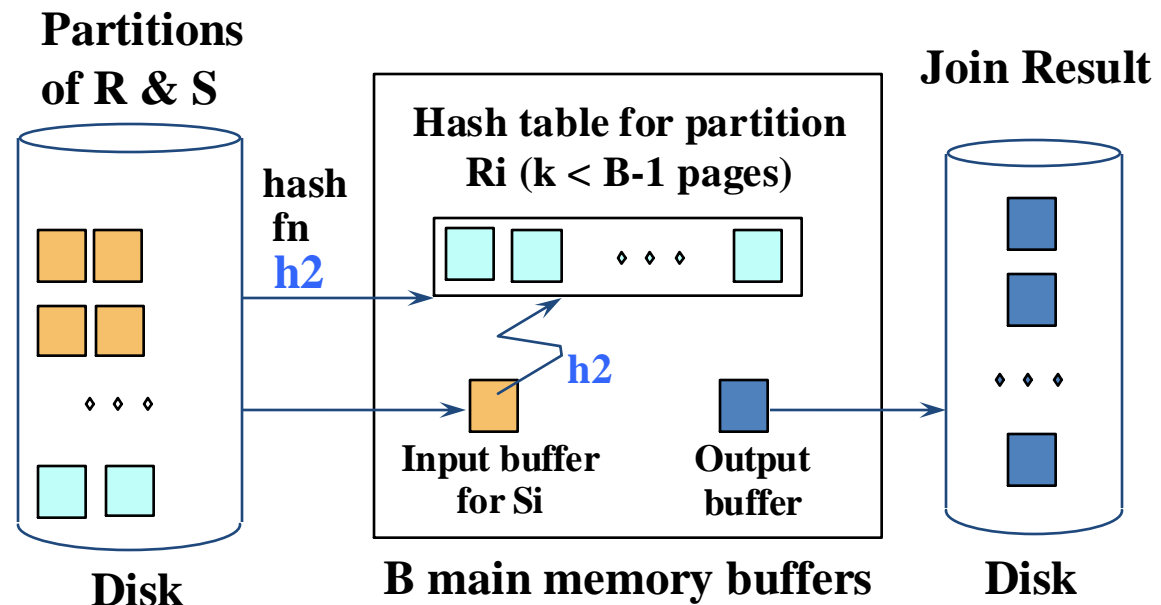 Partitions
of R & S
Join Result
Hash table for partition
Ri (k < B-1 pages)
hash
fn
h2
h2
Input buffer
for Si
Output
buffer
Disk
B main memory buffers
Disk